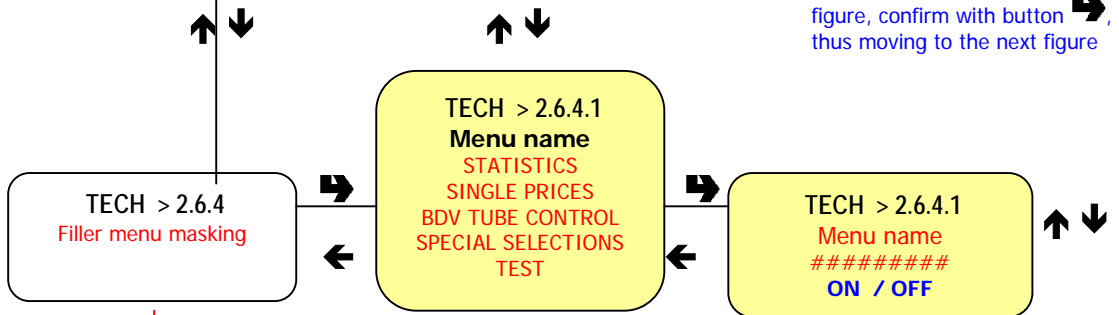 figure, confirm with button ,
thus moving to the next figure
TECH > 2.6.4
Filler menu masking
TECH > 2.6.4.1
Menu name
STATISTICS
SINGLE PRICES
BDV TUBE CONTROL
SPECIAL SELECTIONS
TEST
TECH > 2.6.4.1
Menu name
#########
ON / OFF